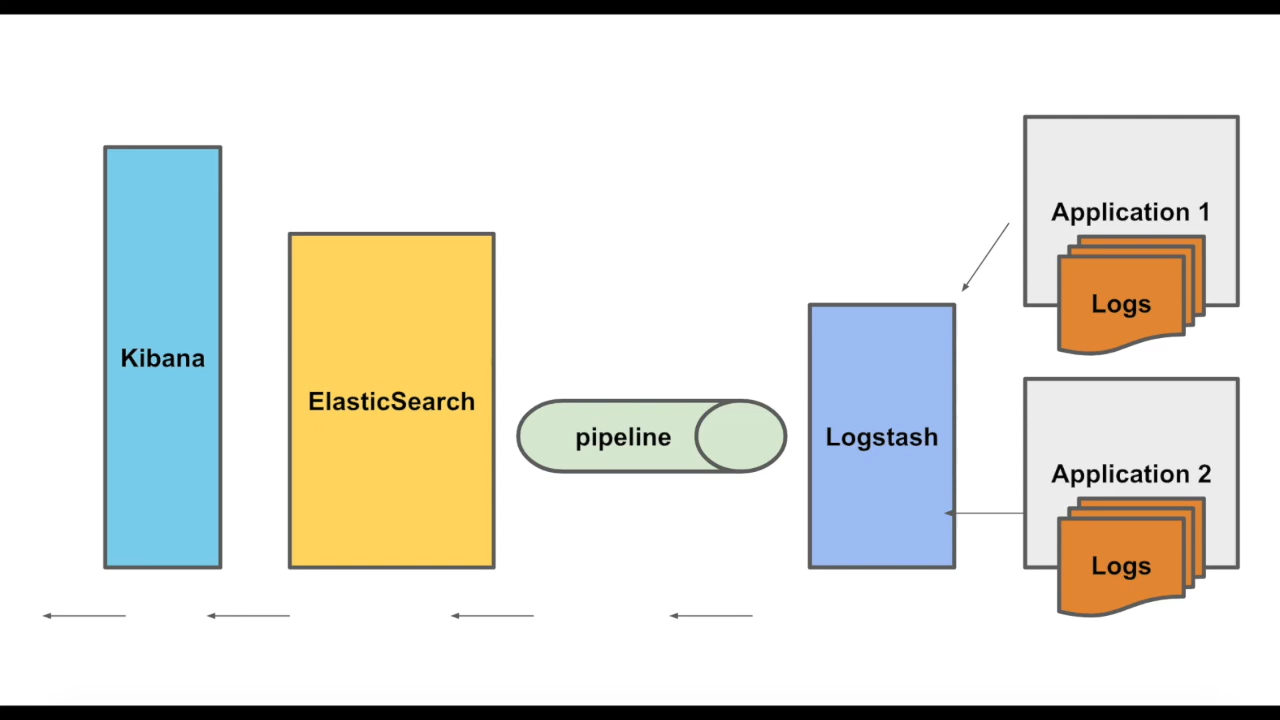 Kibana
ElasticSearch
pipeline
Logstash
Application 1
Logs
Application 2
Logs